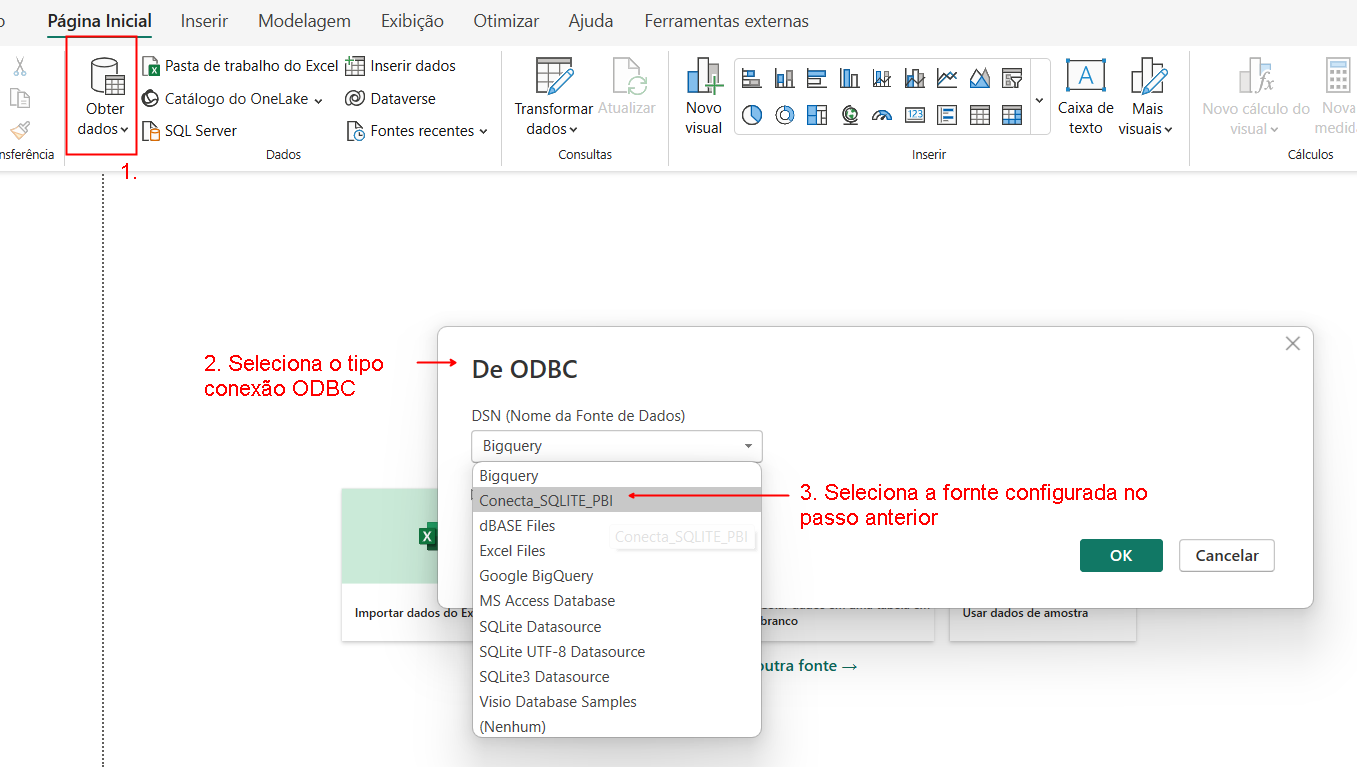 Página Inicial Inserir Modelagem Exibição Otimizar Ajuda Ferramentas externas
Obter
dados
Pasta de trabalho do Excel
Catálogo do OneLake
SQL Server
Inserir dados
Dataverse
Fontes recentes
Transformar
dados
Atualizar
Novo
visual
123
A
Caixa de
texto
Mais
visuais
Novo cálculo do
visual
Nova
medid
nsferência
Dados
Consultas
Inserir
Cálculos
1.
2. Seleciona o tipo
conexão ODBC
De ODBC
DSN (Nome da Fonte de Dados)
Bigquery
Bigquery
Conecta_SQLITE_PBI
dBASE Files
Excel Files
Google BigQuery
MS Access Database
SQLite Datasource
SQLite UTF-8 Datasource
SQLite3 Datasource
Visio Database Samples
(Nenhum)
Conecta_SQLITE_PBI
3. Seleciona a fornte configurada no
passo anterior
OK
Cancelar
Importar dados do Ex
branco
Usar dados de amostra
outra fonte →